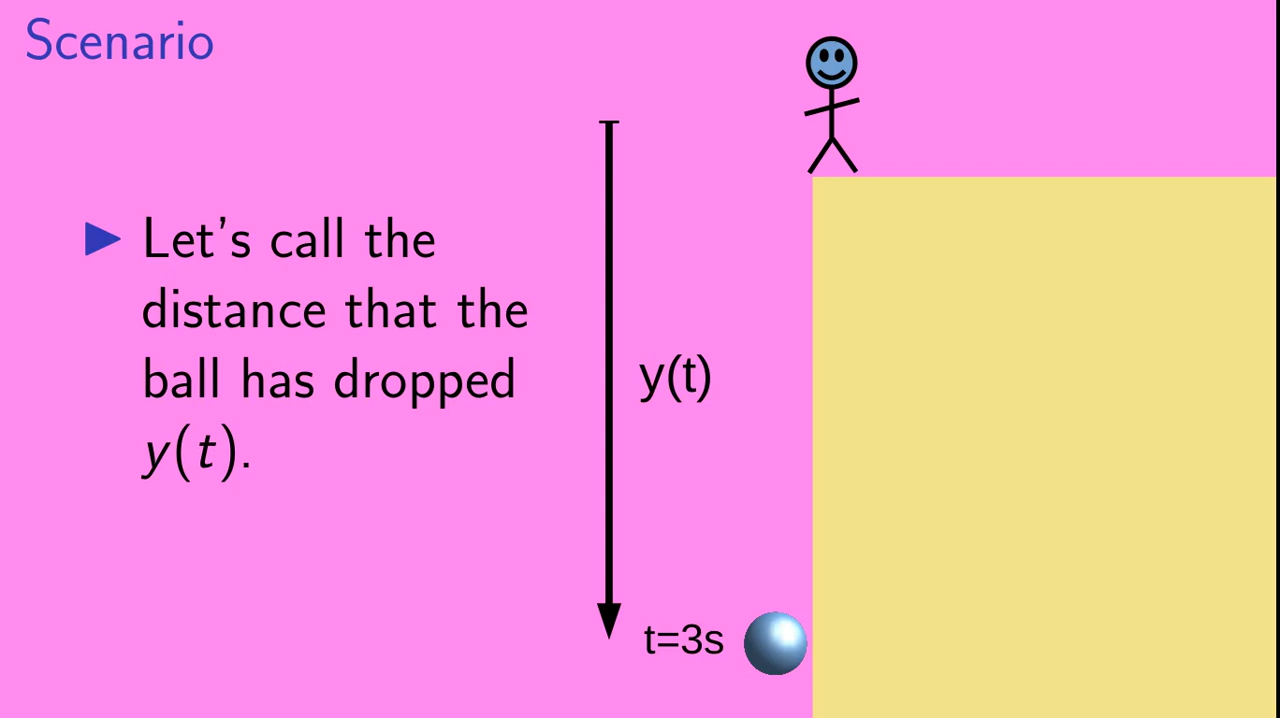 Scenario
▶ Let's call the
distance that the
ball has dropped
y(t).
y(t)
t=3s